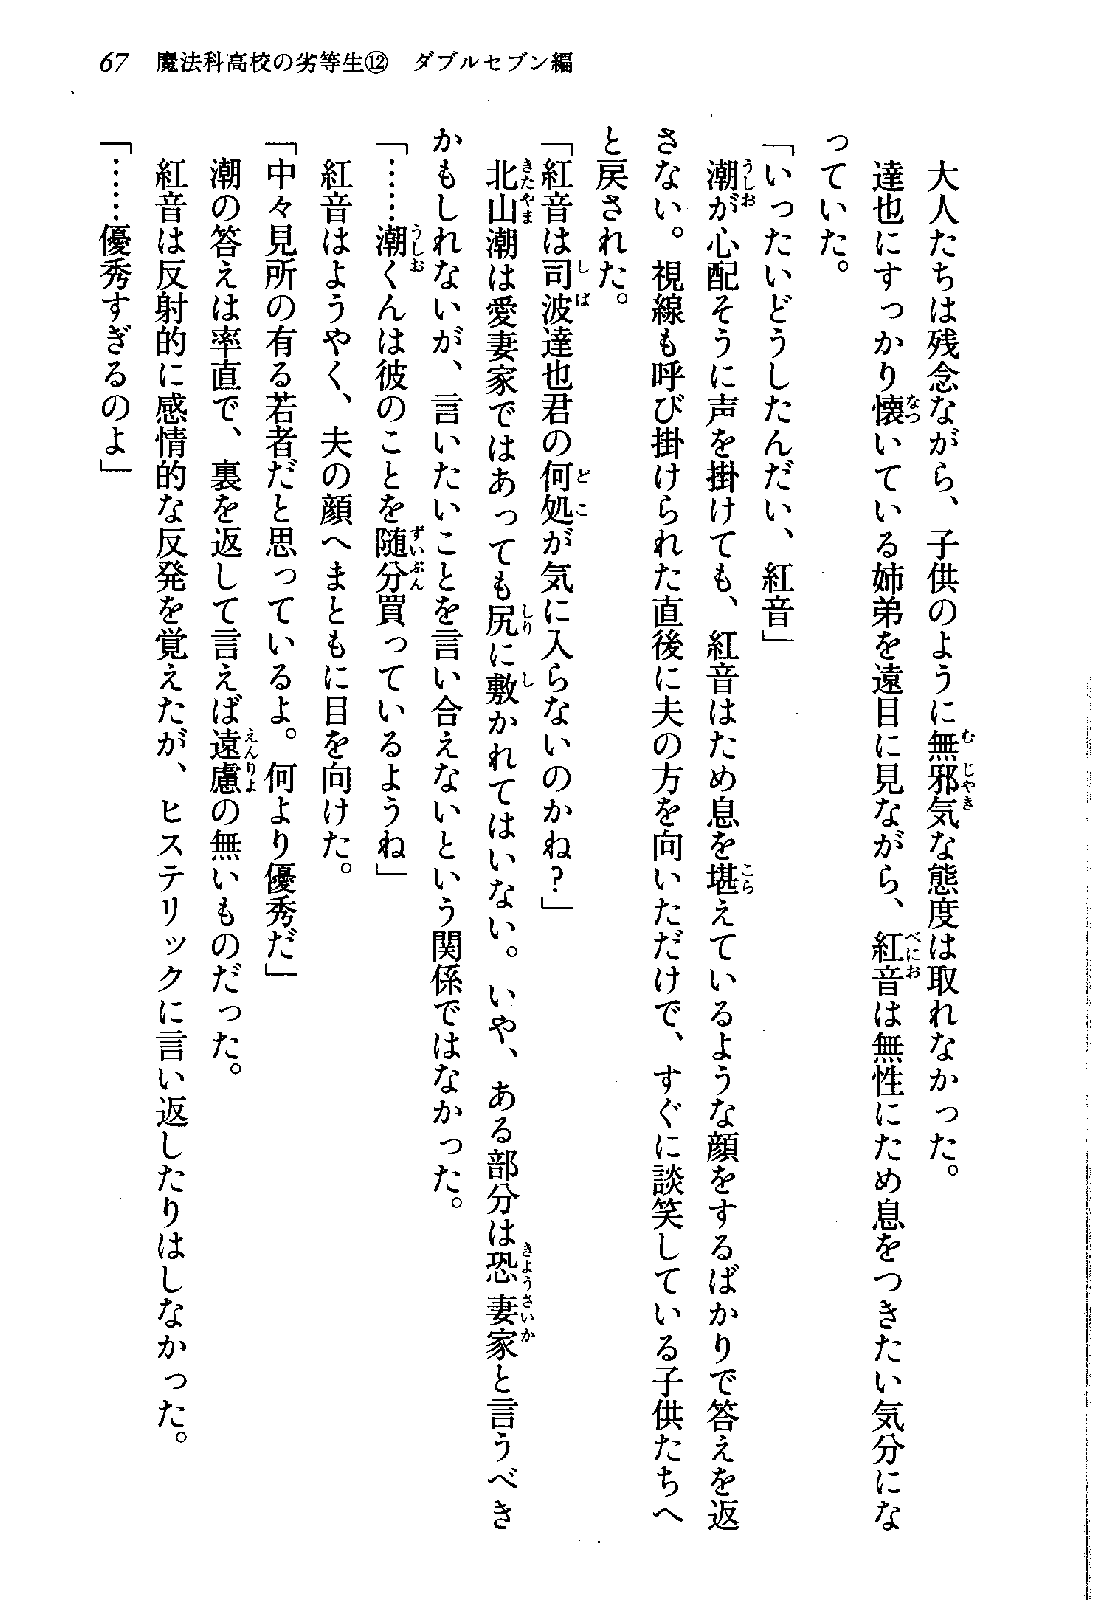 67 魔法科高校の劣等生⑫ ダブルセブン編
　大人たちは残念ながら、子供のように無邪気な態度は取れなかった。
　達也にすっかり懐いている姉弟を遠目に見ながら、紅音は無性にため息をつきたい気分にな
っていた。
「いったいどうしたんだい、紅音」
　潮が心配そうに声を掛けても、紅音はため息を堪えているような顔をするばかりで答えを返
さない。視線も呼び掛けられた直後に夫の方を向いただけで、すぐに談笑している子供たちへ
と戻された。
「紅音は司波達也君の何処が気に入らないのかね？」
　北山潮は愛妻家ではあっても尻に敷かれてはいない。いや、ある部分は恐妻家と言うべき
かもしれないが、言いたいことを言い合えないという関係ではなかった。
「……潮くんは彼のことを随分買っているようね」
　紅音はようやく、夫の顔へまともに目を向けた。
「中々見所の有る若者だと思っているよ。何より優秀だ」
　潮の答えは率直で、裏を返して言えば遠慮の無いものだった。
　紅音は反射的に感情的な反発を覚えたが、ヒステリックに言い返したりはしなかった。
「……優秀すぎるのよ」